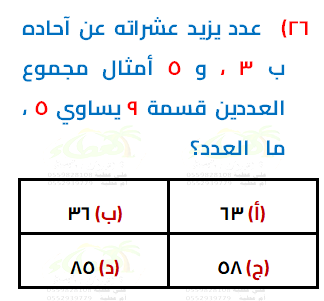 ٢٦) عدد يزيد عشراته عن آحاده
ب ٣ ، و ٥ أمثال مجموع
العددين قسمة ٩ يساوي ٥ ،
ما العدد؟
(أ) ٦٣ (ب) ٣٦
(ج) ٥٨ (د) ٨٥